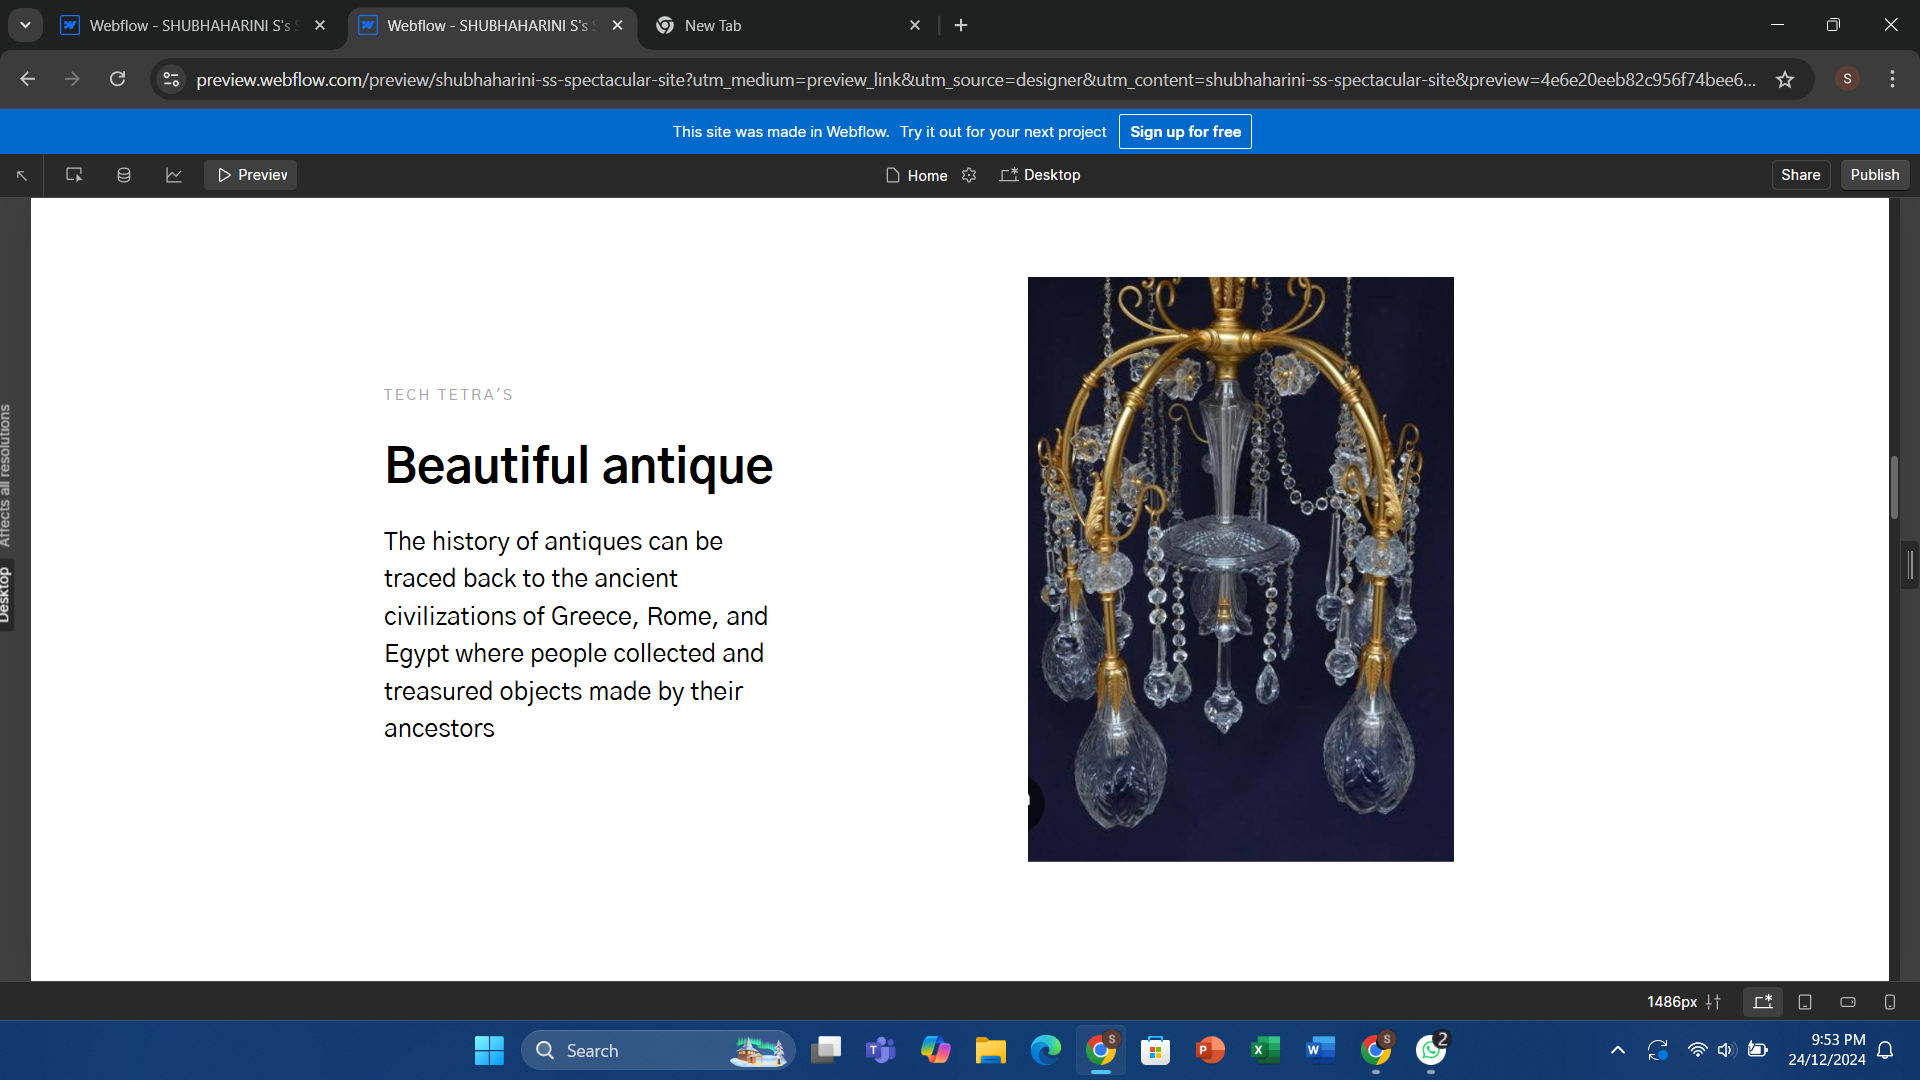 Webflow - SHUBHAHARINI S's
Webflow - SHUBHAHARINI S's
New Tab
preview.webflow.com/preview/shubhaharini-ss-spectacular-site?utm_medium=preview_link&utm_source=designer&utm_content=shubhaharini-ss-spectacular-site&preview=4e6e20eeb82c956f74bee6...
S
This site was made in Webflow. Try it out for your next project Sign up for free
Preview
Home
Desktop
Share
Publish
Affects all resolutions
Desktop
TECH TETRA'S
Beautiful antique
The history of antiques can be
traced back to the ancient
civilizations of Greece, Rome, and
Egypt where people collected and
treasured objects made by their
ancestors
1486px
Search
S
S
2
9:53 PM
24/12/2024